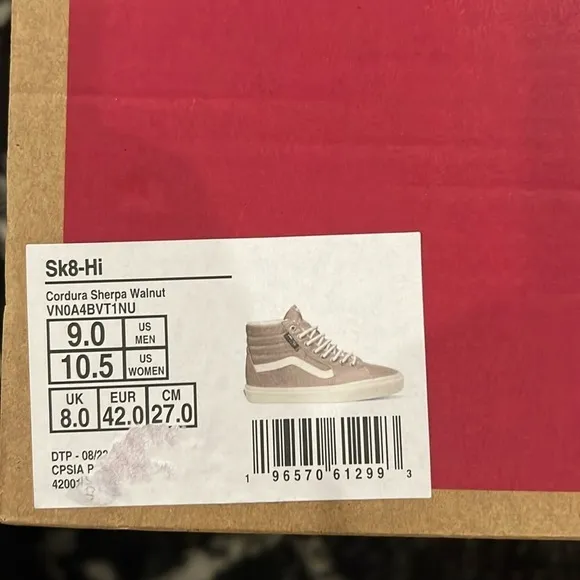 Sk8-Hi
Cordura Sherpa Walnut
VN0A4BVT1NU
9.0 US MEN
10.5 US WOMEN
UK EUR CM
8.0 42.0 27.0
DTP - 08/22
CPSIA
4200
1 96570 61299 3